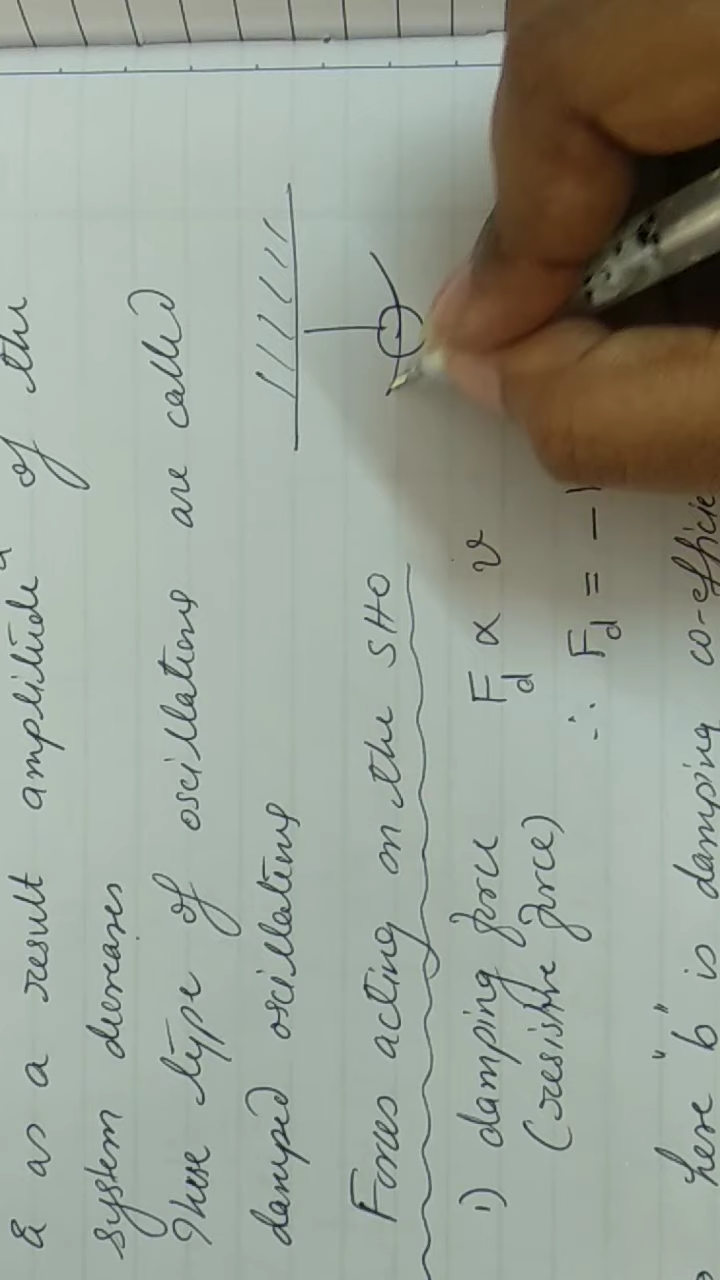 & as a result amplitude of the
system decreases
These type of oscillations are called
damped oscillations
Forces acting on the SHO
1) damping force F_d ∝ v
(resistive force) ∴ F_d = -
here "b" is damping co-efficie